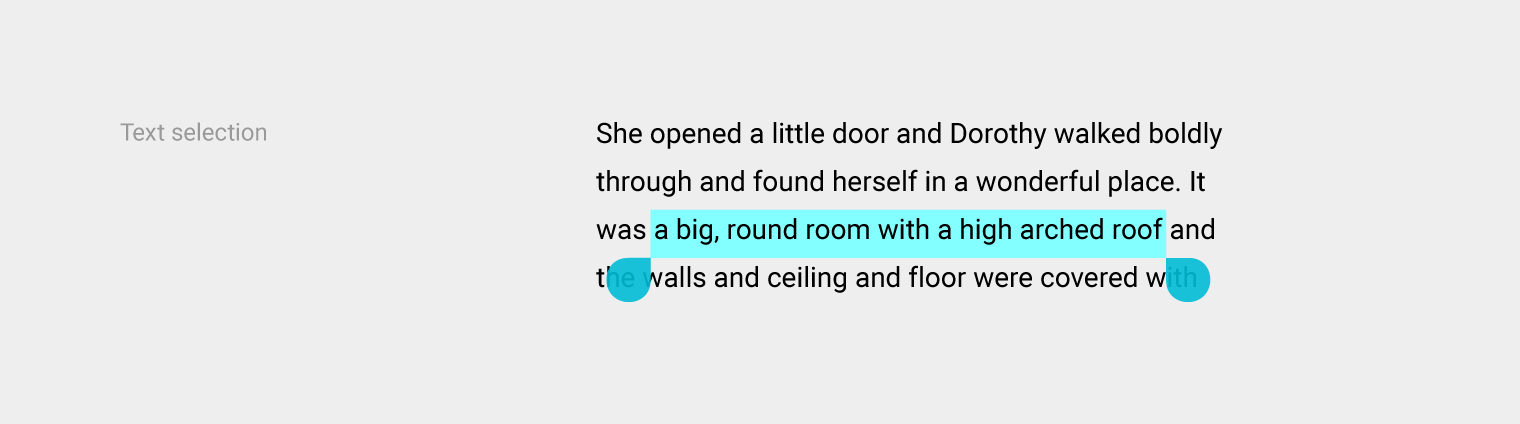 Text selection
She opened a little door and Dorothy walked boldly
through and found herself in a wonderful place. It
was a big, round room with a high arched roof and
the walls and ceiling and floor were covered with